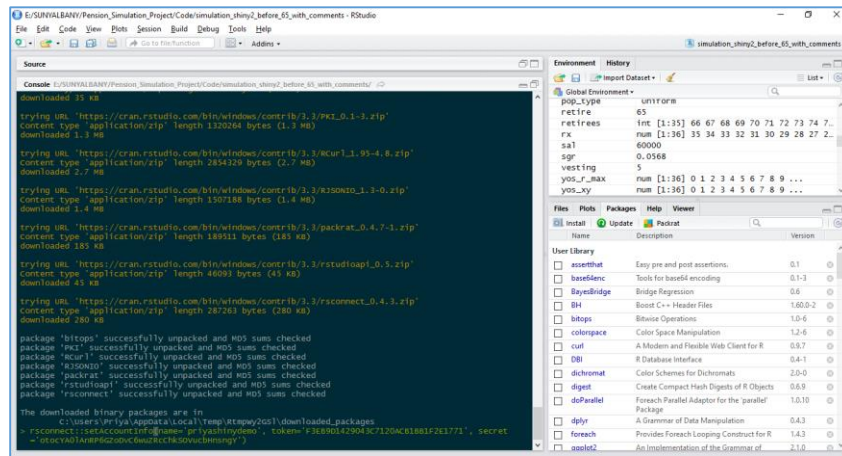 E:/SUNYALBANY/Pension_Simulation_Project/Code/simulation_shiny2_before_65_with_comments - RStudio
File Edit Code View Plots Session Build Debug Tools Help
Go to file/function Addins simulation_shiny2_before_65_with_comments
Source
Console E:/SUNYALBANY/Pension_Simulation_Project/Code/simulation_shiny2_before_65_with_comments/
downloaded 35 KB
trying URL 'https://cran.rstudio.com/bin/windows/contrib/3.3/PKI_0.1-3.zip'
Content type 'application/zip' length 1320264 bytes (1.3 MB)
downloaded 1.3 MB
trying URL 'https://cran.rstudio.com/bin/windows/contrib/3.3/RCurl_1.95-4.8.zip'
Content type 'application/zip' length 2854329 bytes (2.7 MB)
downloaded 2.7 MB
trying URL 'https://cran.rstudio.com/bin/windows/contrib/3.3/RJSONIO_1.3-0.zip'
Content type 'application/zip' length 1507188 bytes (1.4 MB)
downloaded 1.4 MB
trying URL 'https://cran.rstudio.com/bin/windows/contrib/3.3/packrat_0.4.7-1.zip'
Content type 'application/zip' length 189511 bytes (185 KB)
downloaded 185 KB
trying URL 'https://cran.rstudio.com/bin/windows/contrib/3.3/rstudioapi_0.5.zip'
Content type 'application/zip' length 46093 bytes (45 KB)
downloaded 45 KB
trying URL 'https://cran.rstudio.com/bin/windows/contrib/3.3/rsconnect_0.4.3.zip'
Content type 'application/zip' length 287263 bytes (280 KB)
downloaded 280 KB
package 'bitops' successfully unpacked and MD5 sums checked
package 'PKI' successfully unpacked and MD5 sums checked
package 'RCurl' successfully unpacked and MD5 sums checked
package 'RJSONIO' successfully unpacked and MD5 sums checked
package 'packrat' successfully unpacked and MD5 sums checked
package 'rstudioapi' successfully unpacked and MD5 sums checked
package 'rsconnect' successfully unpacked and MD5 sums checked
The downloaded binary packages are in
C:\Users\Priya\AppData\Local\Temp\RtmpWy2GSl\downloaded_packages
> rsconnect::setAccountInfo(name='priyashinydemo', secret
Environment History
Import Dataset List
Global Environment
pop_type uniform
retire 65
retirees int [1:35] 66 67 68 69 70 71 72 73 74 7..
rx num [1:36] 35 34 33 32 31 30 29 28 27 2..
sal 60000
sgr 0.0568
vesting 5
yos_r_max num [1:36] 0 1 2 3 4 5 6 7 8 9 ...
yos_xy num [1:36] 0 1 2 3 4 5 6 7 8 9 ...
Files Plots Packages Help Viewer
Install Update Packrat
Name Description Version
User Library
assertthat Easy pre and post assertions. 0.1
base64enc Tools for base64 encoding 0.1-3
BayesBridge Bridge Regression 0.6
BH Boost C++ Header Files 1.60.0-2
bitops Bitwise Operations 1.0-6
colorspace Color Space Manipulation 1.2-6
curl A Modern and Flexible Web Client for R 0.9.7
DBI R Database Interface 0.4-1
dichromat Color Schemes for Dichromats 2.0-0
digest Create Compact Hash Digests of R Objects 0.6.9
doParallel Foreach Parallel Adaptor for the 'parallel' Package 1.0.10
dplyr A Grammar of Data Manipulation 0.4.3
foreach Provides Foreach Looping Construct for R 1.4.3
ggplot2 An Implementation of the Grammar of 2.1.0